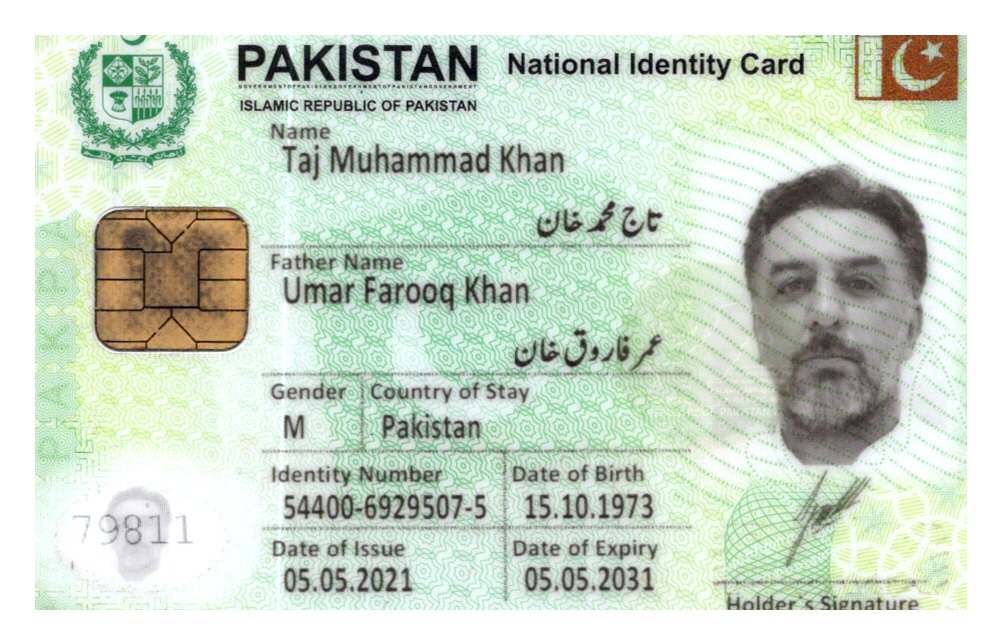 PAKISTAN National Identity Card
ISLAMIC REPUBLIC OF PAKISTAN
Name
Taj Muhammad Khan
تاج محمد خان
Father Name
Umar Farooq Khan
عمر فاروق خان
Gender Country of Stay
M Pakistan
Identity Number Date of Birth
54400-6929507-5 15.10.1973
Date of Issue Date of Expiry
05.05.2021 05.05.2031
79811
Holder's Signature